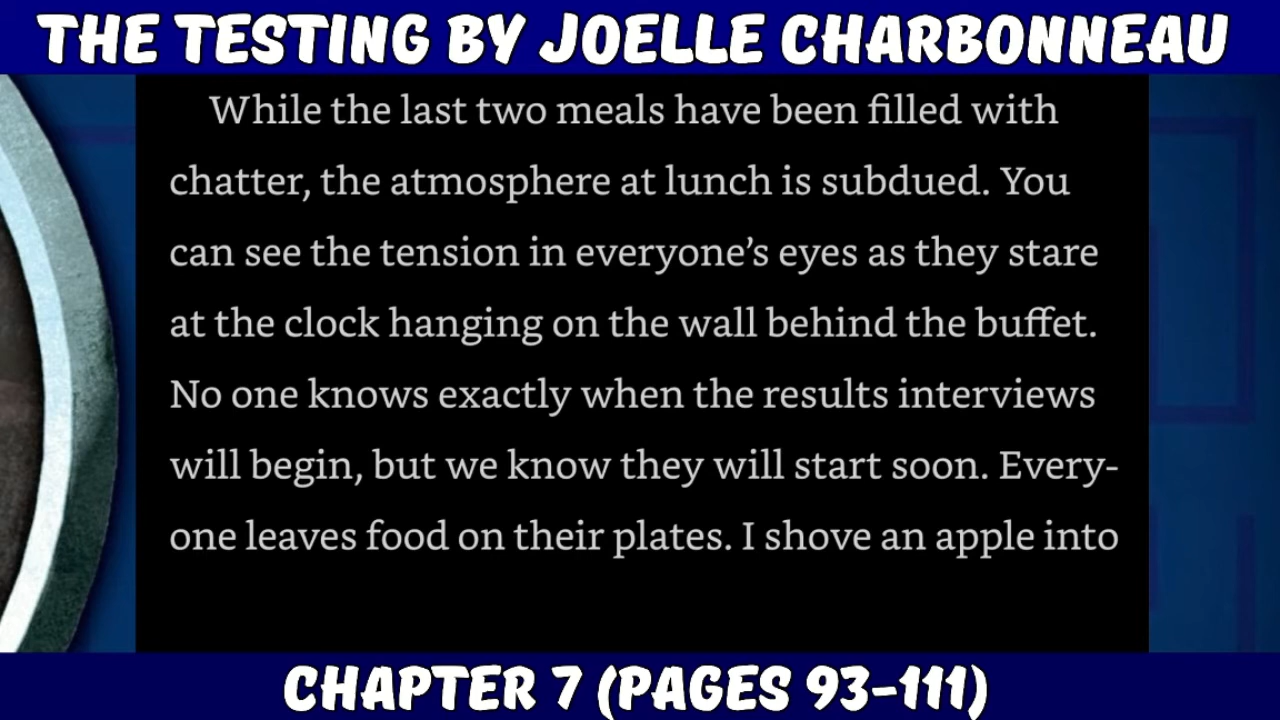 THE TESTING BY JOELLE CHARBONNEAU
While the last two meals have been filled with
chatter, the atmosphere at lunch is subdued. You
can see the tension in everyone’s eyes as they stare
at the clock hanging on the wall behind the buffet.
No one knows exactly when the results interviews
will begin, but we know they will start soon. Every-
one leaves food on their plates. I shove an apple into
CHAPTER 7 (PAGES 93-111)